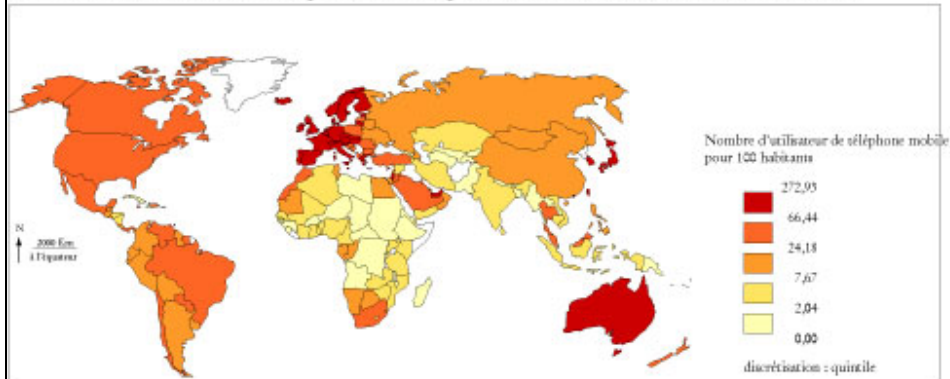 Nombre d'utilisateur de téléphone mobile
pour 100 habitants
272,93
66,44
24,18
7,67
2,04
0,00
discrétisation : quintile
N
2000 Km
à l'équateur